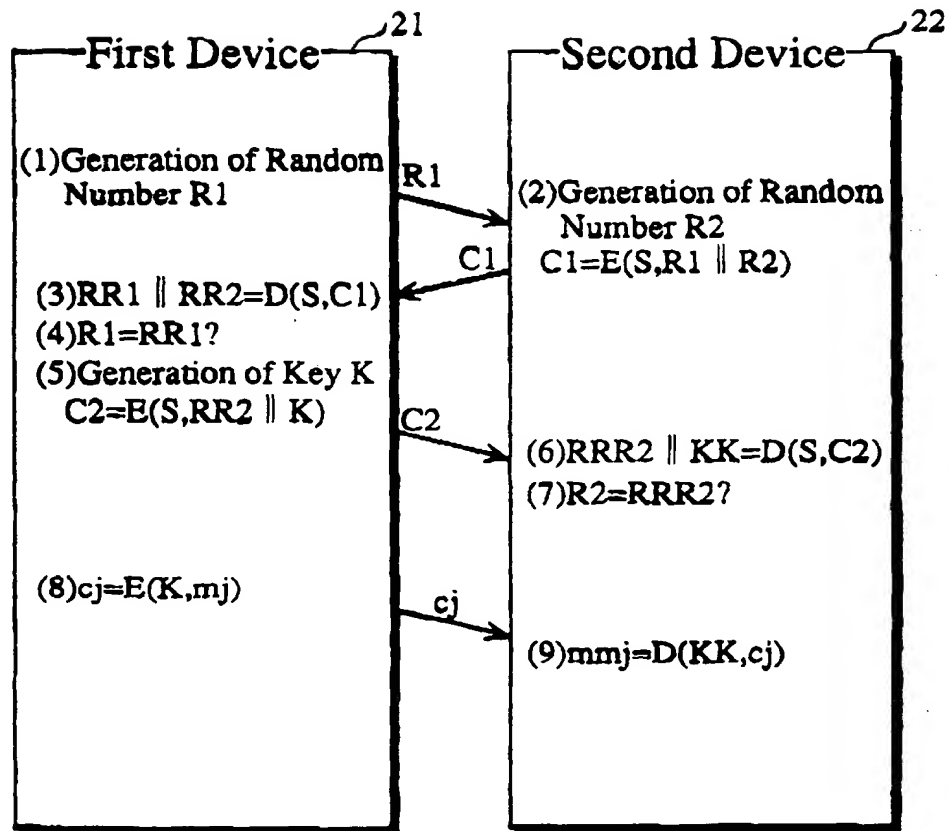 21
22
First Device
Second Device
(1)Generation of Random
Number R1
R1
(2)Generation of Random
Number R2
C1=E(S,R1 ∥ R2)
C1
(3)RR1 ∥ RR2=D(S,C1)
(4)R1=RR1?
(5)Generation of Key K
C2=E(S,RR2 ∥ K)
C2
(6)RRR2 ∥ KK=D(S,C2)
(7)R2=RRR2?
(8)cj=E(K,mj)
cj
(9)mmj=D(KK,cj)